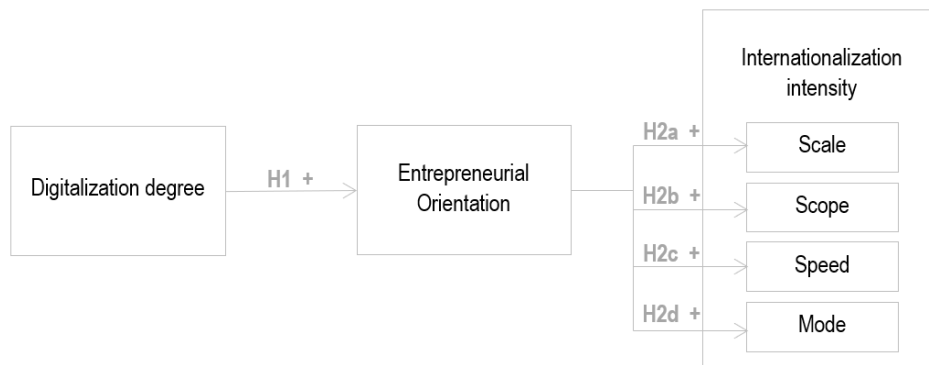 Internationalization
intensity
Digitalization degree
H1 +
Entrepreneurial
Orientation
H2a +
Scale
H2b +
Scope
H2c +
Speed
H2d +
Mode